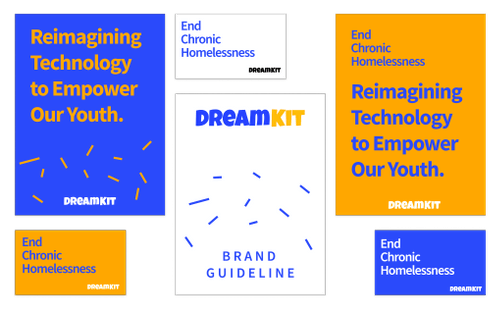 Reimagining
Technology
to Empower
Our Youth.
DREAMKIT
End
Chronic
Homelessness
DREAMKIT
End
Chronic
Homelessness
DREAMKIT
DREAMKIT
BRAND
GUIDELINE
End
Chronic
Homelessness
Reimagining
Technology
to Empower
Our Youth.
DREAMKIT
End
Chronic
Homelessness
DREAMKIT